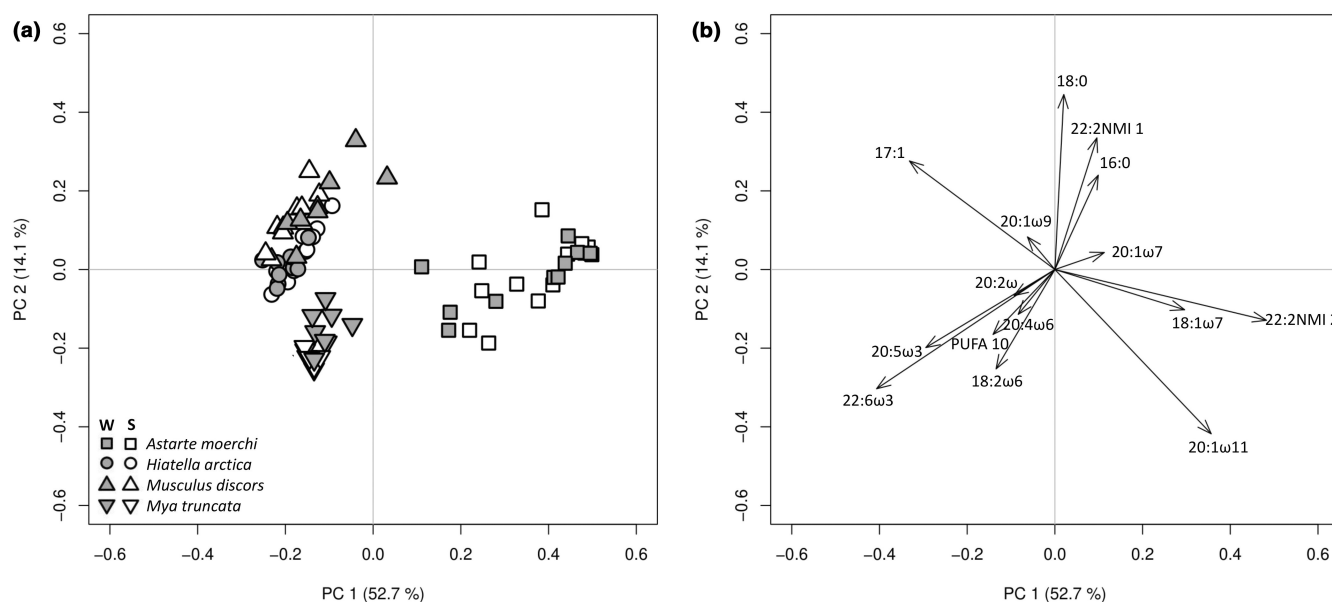 (a)
0.6
0.4
0.2
0.0
−0.2
−0.4
−0.6
PC 2 (14.1 %)
W S
Astarte moerchi
Hiatella arctica
Musculus discors
Mya truncata
−0.6 −0.4 −0.2 0.0 0.2 0.4 0.6
PC 1 (52.7 %)
(b)
0.6
0.4
0.2
0.0
−0.2
−0.4
−0.6
PC 2 (14.1 %)
18:0
22:2NMI 1
17:1
16:0
20:1ω9
20:1ω7
20:2ω
20:4ω6
18:1ω7
22:2NMI
PUFA 10
20:5ω3
18:2ω6
22:6ω3
20:1ω11
−0.6 −0.4 −0.2 0.0 0.2 0.4 0.6
PC 1 (52.7 %)